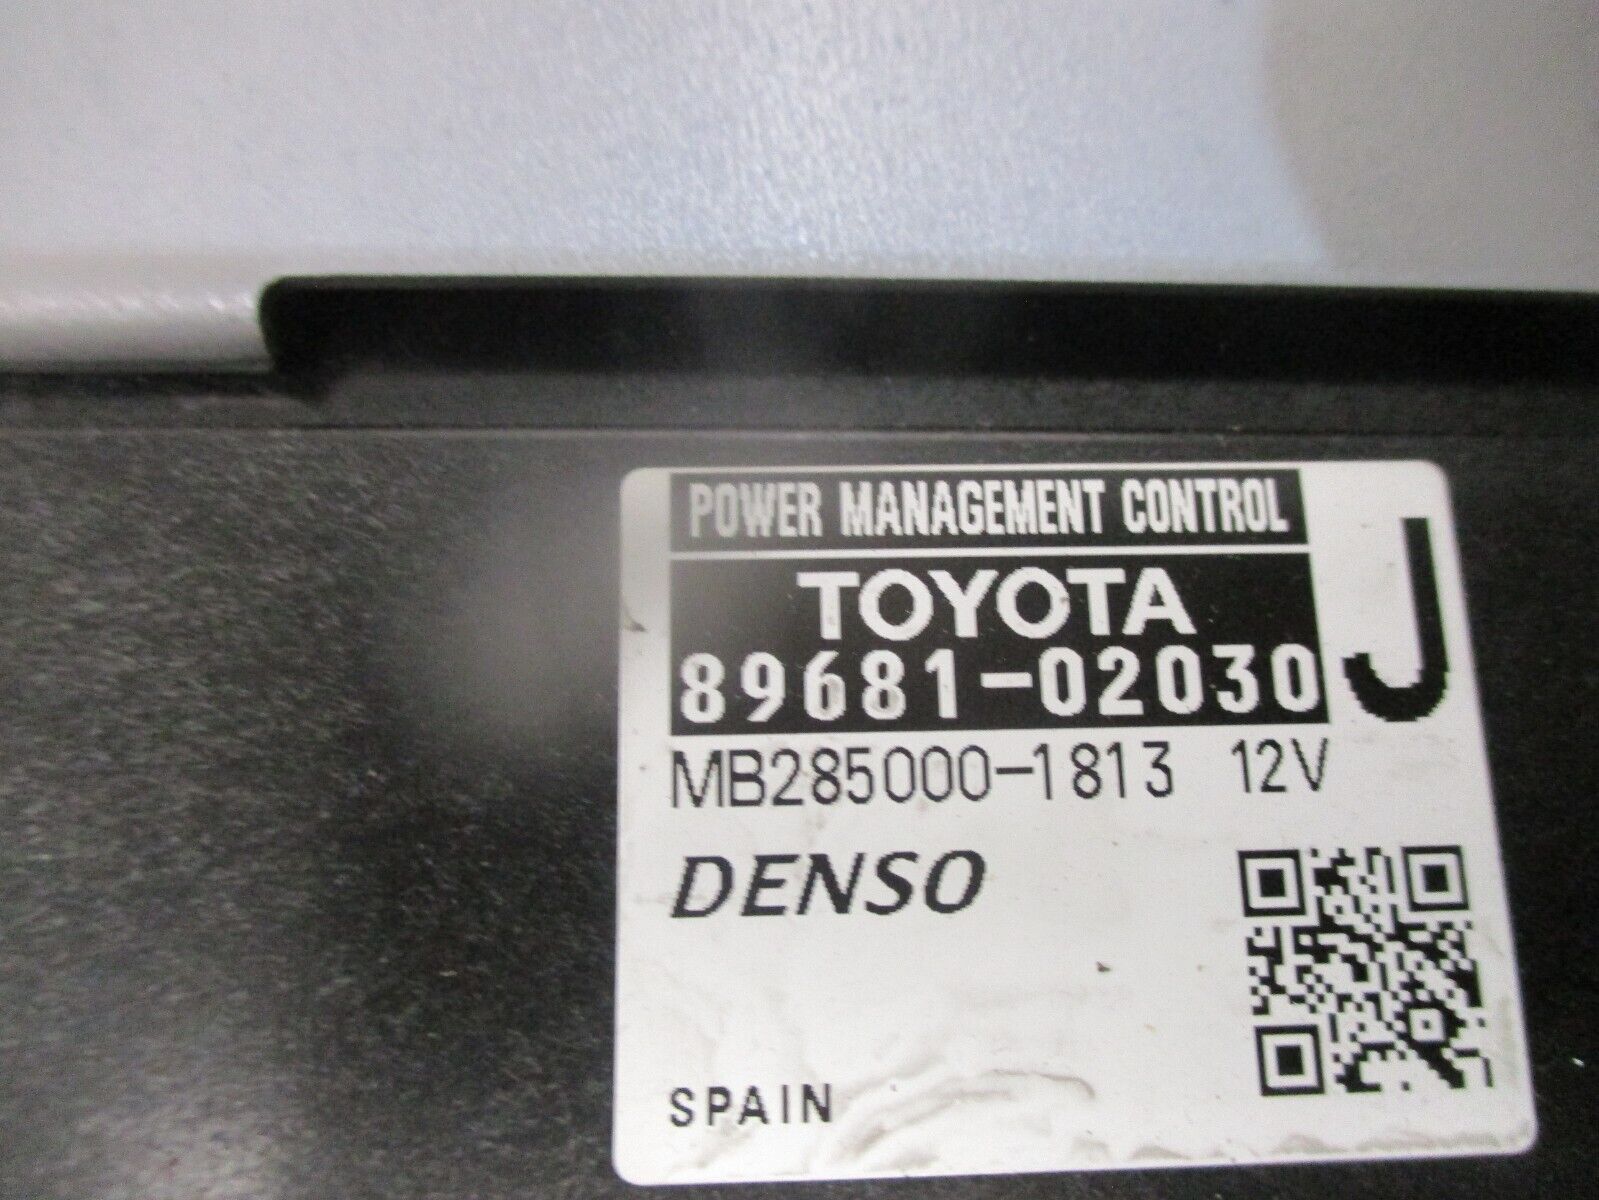 POWER MANAGEMENT CONTROL
TOYOTA
89681-02030
J
MB285000-1813 12V
DENSO
SPAIN